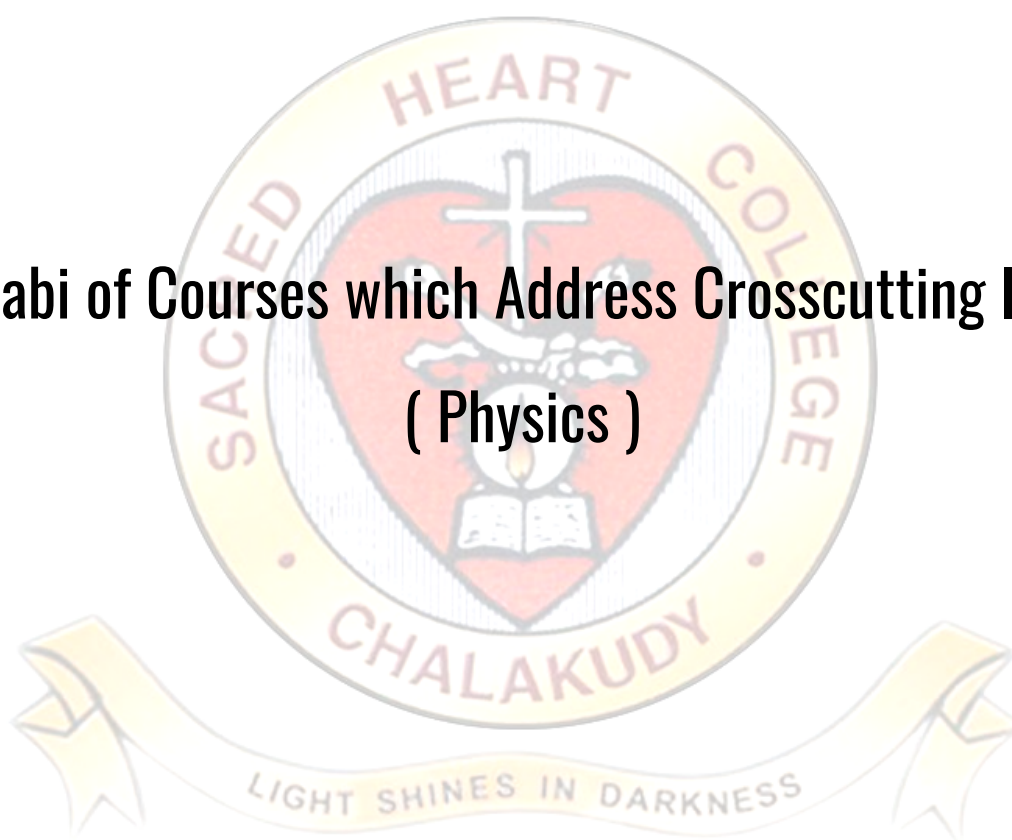 SACRED HEART COLLEGE
abi of Courses which Address Crosscutting I
( Physics )
CHALAKUDY
LIGHT SHINES IN DARKNESS